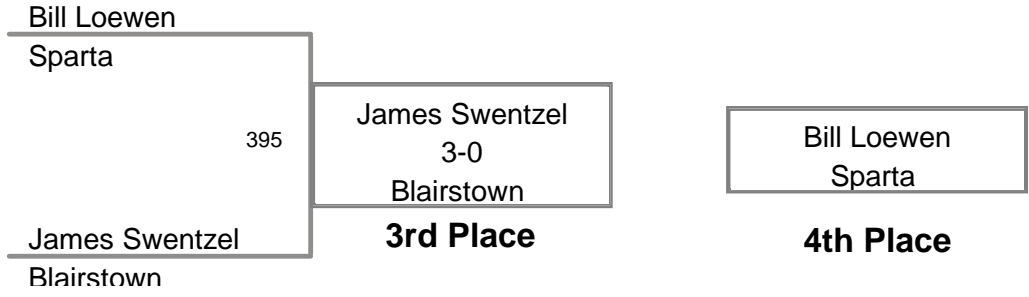 Bill Loewen
Sparta
395
James Swentzel
3-0
Blairstown
3rd Place
Bill Loewen
Sparta
4th Place
James Swentzel
Blairstown